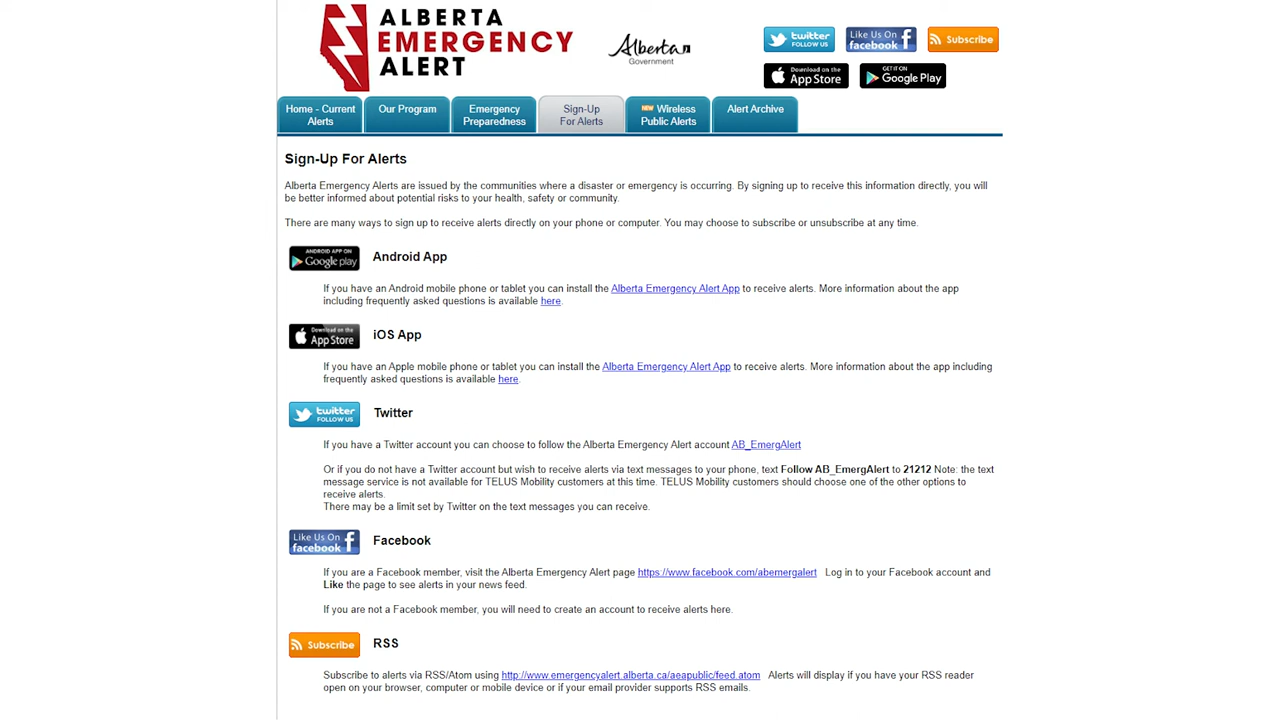 ALBERTA
EMERGENCY
ALERT
Alberta
Government
twitter
FOLLOW US
Like Us On
facebook
Subscribe
Download on the
App Store
GET IT ON
Google Play
Home - Current
Alerts
Our Program
Emergency
Preparedness
Sign-Up
For Alerts
NEW Wireless
Public Alerts
Alert Archive
Sign-Up For Alerts
Alberta Emergency Alerts are issued by the communities where a disaster or emergency is occurring. By signing up to receive this information directly, you will
be better informed about potential risks to your health, safety or community.
There are many ways to sign up to receive alerts directly on your phone or computer. You may choose to subscribe or unsubscribe at any time.
ANDROID APP ON
Google play
Android App
If you have an Android mobile phone or tablet you can install the Alberta Emergency Alert App to receive alerts. More information about the app
including frequently asked questions is available here.
Download on the
App Store
iOS App
If you have an Apple mobile phone or tablet you can install the Alberta Emergency Alert App to receive alerts. More information about the app including
frequently asked questions is available here.
twitter
FOLLOW US
Twitter
If you have a Twitter account you can choose to follow the Alberta Emergency Alert account AB_EmergAlert
Or if you do not have a Twitter account but wish to receive alerts via text messages to your phone, text Follow AB_EmergAlert to 21212 Note: the text
message service is not available for TELUS Mobility customers at this time. TELUS Mobility customers should choose one of the other options to
receive alerts.
There may be a limit set by Twitter on the text messages you can receive.
Like Us On
facebook
Facebook
If you are a Facebook member, visit the Alberta Emergency Alert page https://www.facebook.com/abemergalert Log in to your Facebook account and
Like the page to see alerts in your news feed.
If you are not a Facebook member, you will need to create an account to receive alerts here.
Subscribe
RSS
Subscribe to alerts via RSS/Atom using http://www.emergencyalert.alberta.ca/aeapublic/feed.atom Alerts will display if you have your RSS reader
open on your browser, computer or mobile device or if your email provider supports RSS emails.